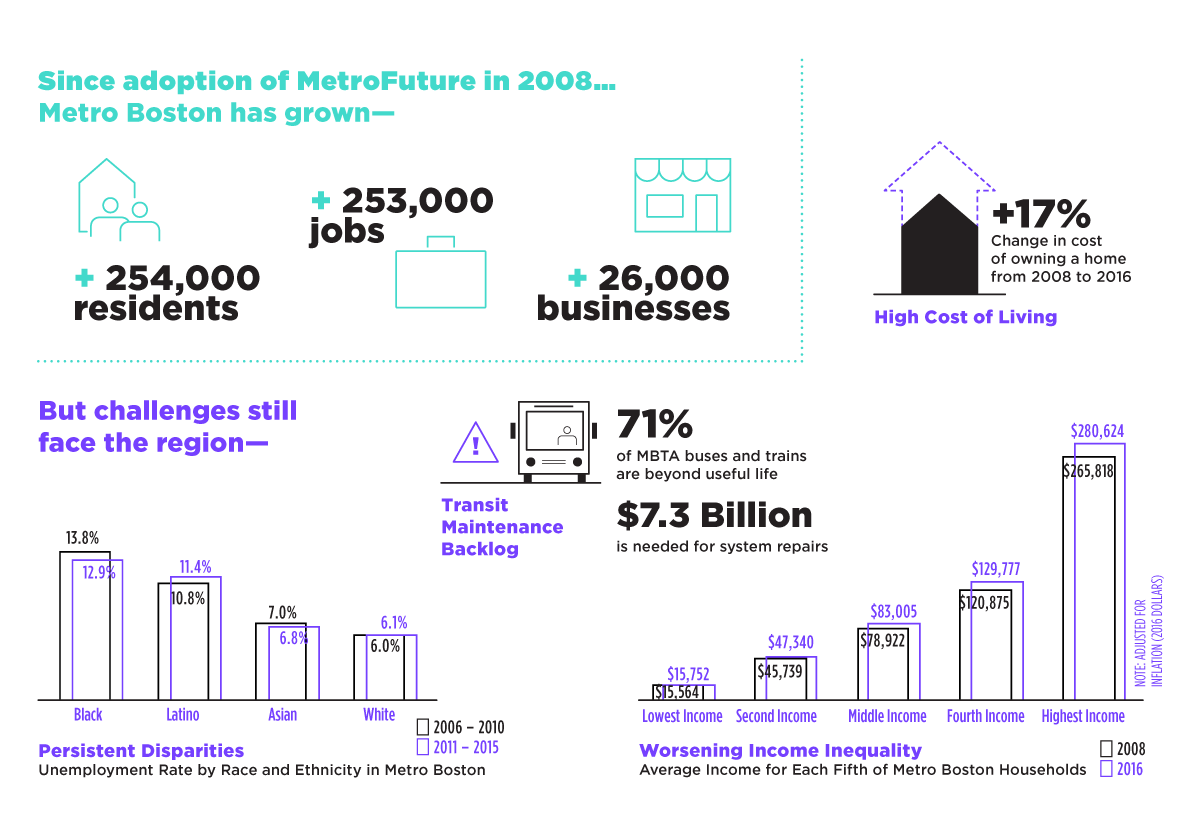 Since adoption of MetroFuture in 2008...
Metro Boston has grown—
+ 254,000
residents
+ 253,000
jobs
+ 26,000
businesses
+17%
Change in cost
of owning a home
from 2008 to 2016
High Cost of Living
But challenges still
face the region—
!
Transit
Maintenance
Backlog
71%
of MBTA buses and trains
are beyond useful life
$7.3 Billion
is needed for system repairs
13.8%
12.9%
11.4%
10.8%
7.0%
6.8%
6.1%
6.0%
Black
Latino
Asian
White
2006 – 2010
2011 – 2015
Persistent Disparities
Unemployment Rate by Race and Ethnicity in Metro Boston
$15,752
$15,564
$47,340
$45,739
$83,005
$78,922
$129,777
$120,875
$280,624
$265,818
Lowest Income
Second Income
Middle Income
Fourth Income
Highest Income
NOTE: ADJUSTED FOR
INFLATION (2016 DOLLARS)
Worsening Income Inequality
Average Income for Each Fifth of Metro Boston Households
2008
2016